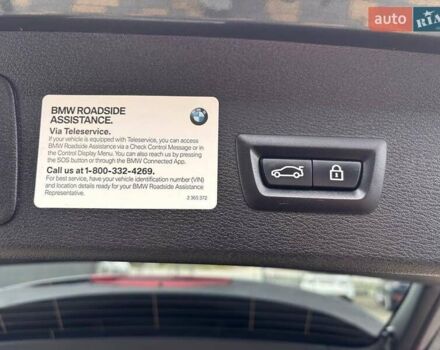 auto RIA
BMW ROADSIDE
ASSISTANCE.
Via Teleservice.
If your vehicle is equipped with Teleservice, you can access
BMW Roadside Assistance via a Check Control Message or in
the Control Display Menu. You can also reach us by pressing
the SOS button or through the BMW Connected App.
Call us at 1-800-332-4269.
For best service, have your vehicle identification number (VIN)
and location details ready for your BMW Roadside Assistance
Representative.
2 365 372